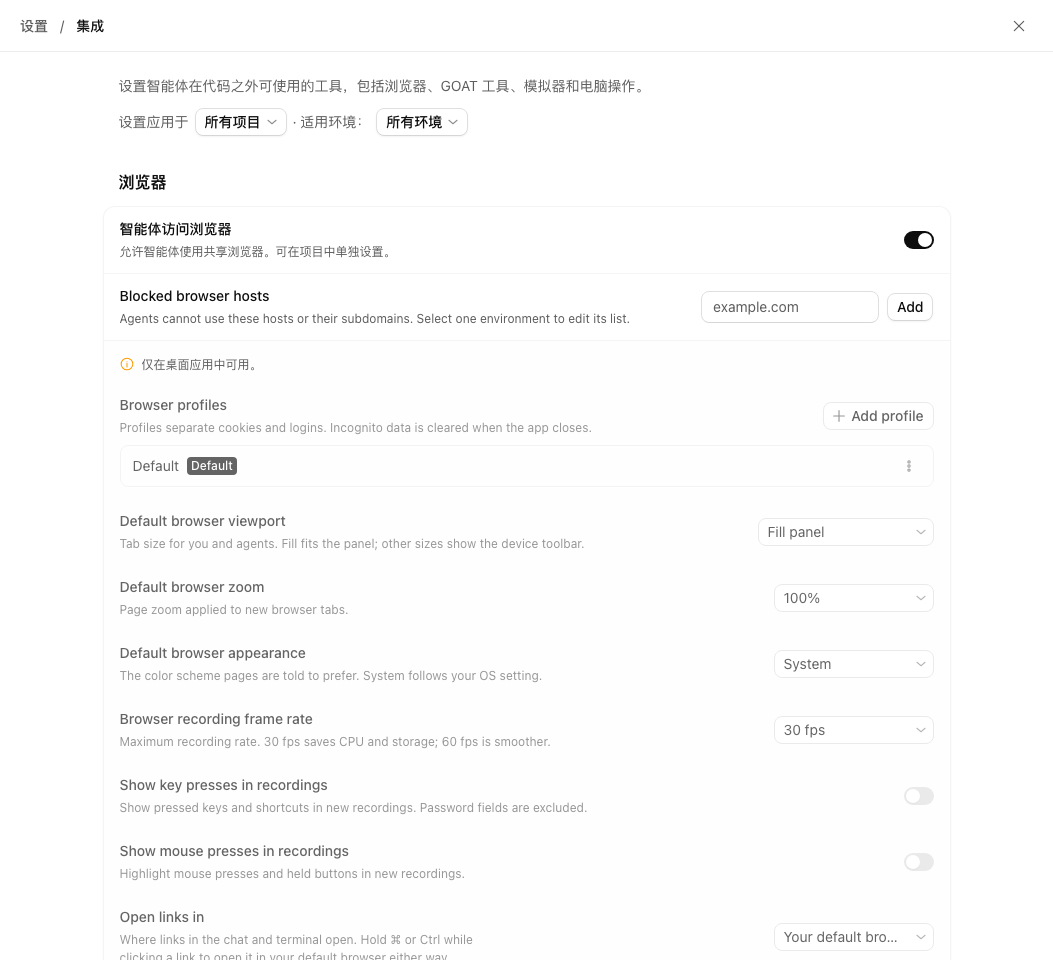 设置 / 集成
设置智能体在代码之外可使用的工具，包括浏览器、GOAT 工具、模拟器和电脑操作。
设置应用于 所有项目 · 适用环境： 所有环境
浏览器
智能体访问浏览器
允许智能体使用共享浏览器。可在项目中单独设置。
Blocked browser hosts
Agents cannot use these hosts or their subdomains. Select one environment to edit its list.
example.com
Add
仅在桌面应用中可用。
Browser profiles
Profiles separate cookies and logins. Incognito data is cleared when the app closes.
Add profile
Default Default
Default browser viewport
Tab size for you and agents. Fill fits the panel; other sizes show the device toolbar.
Fill panel
Default browser zoom
Page zoom applied to new browser tabs.
100%
Default browser appearance
The color scheme pages are told to prefer. System follows your OS setting.
System
Browser recording frame rate
Maximum recording rate. 30 fps saves CPU and storage; 60 fps is smoother.
30 fps
Show key presses in recordings
Show pressed keys and shortcuts in new recordings. Password fields are excluded.
Show mouse presses in recordings
Highlight mouse presses and held buttons in new recordings.
Open links in
Where links in the chat and terminal open. Hold ⌘ or Ctrl while
clicking a link to open it in your default browser either way.
Your default bro...